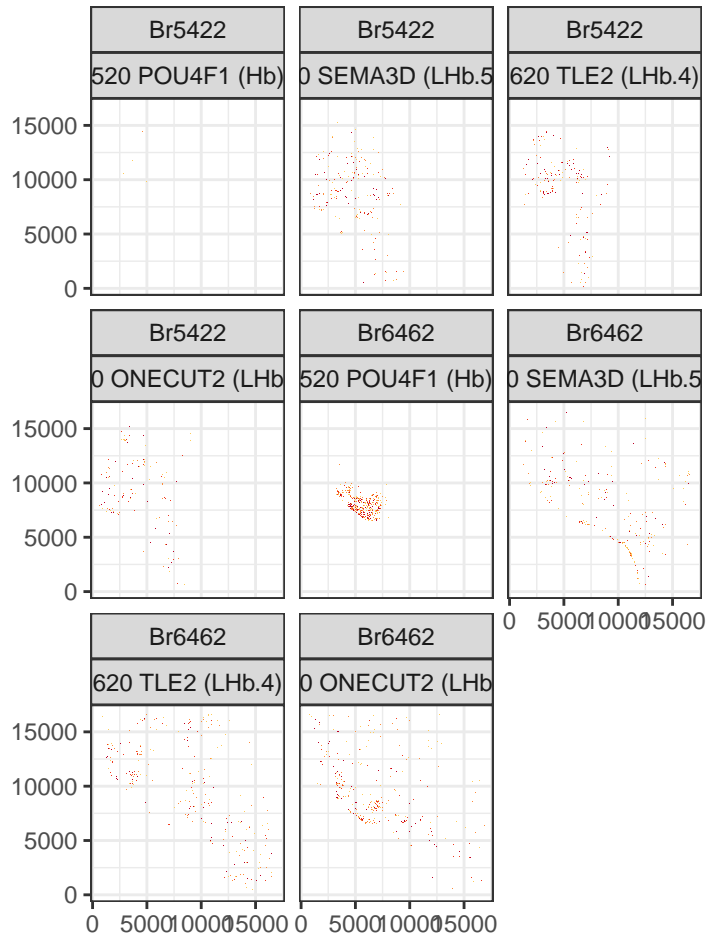 Br5422 Br5422 Br5422
520 POU4F1 (Hb) 0 SEMA3D (LHb.5 620 TLE2 (LHb.4)
15000
10000
5000
0
Br5422 Br6462 Br6462
0 ONECUT2 (LHb 520 POU4F1 (Hb) 0 SEMA3D (LHb.5
15000
10000
5000
0
0 5000 10000 15000
Br6462 Br6462
620 TLE2 (LHb.4) 0 ONECUT2 (LHb
15000
10000
5000
0
0 5000 10000 15000 0 5000 10000 15000